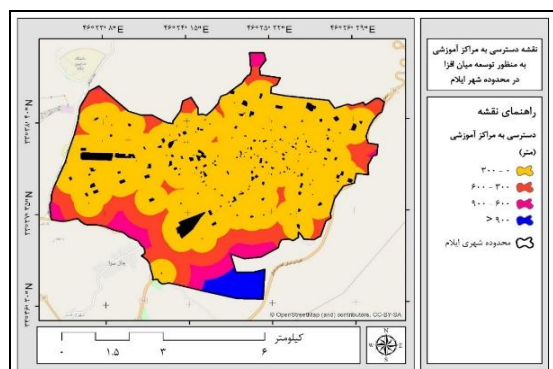 نقشه دسترسی به مراکز آموزشی
به منظور توسعه میان افزا
در محدوده شهر ایلام
راهنمای نقشه
دسترسی به مراکز آموزشی
(متر)
۰ - ۳۰۰
۳۰۰ - ۶۰۰
۶۰۰ - ۹۰۰
۹۰۰ <
محدوده شهری ایلام
© OpenStreetMap (and) contributors, CC-BY-SA
کیلومتر
۰ ۱.۵ ۳ ۶
N
W E
S